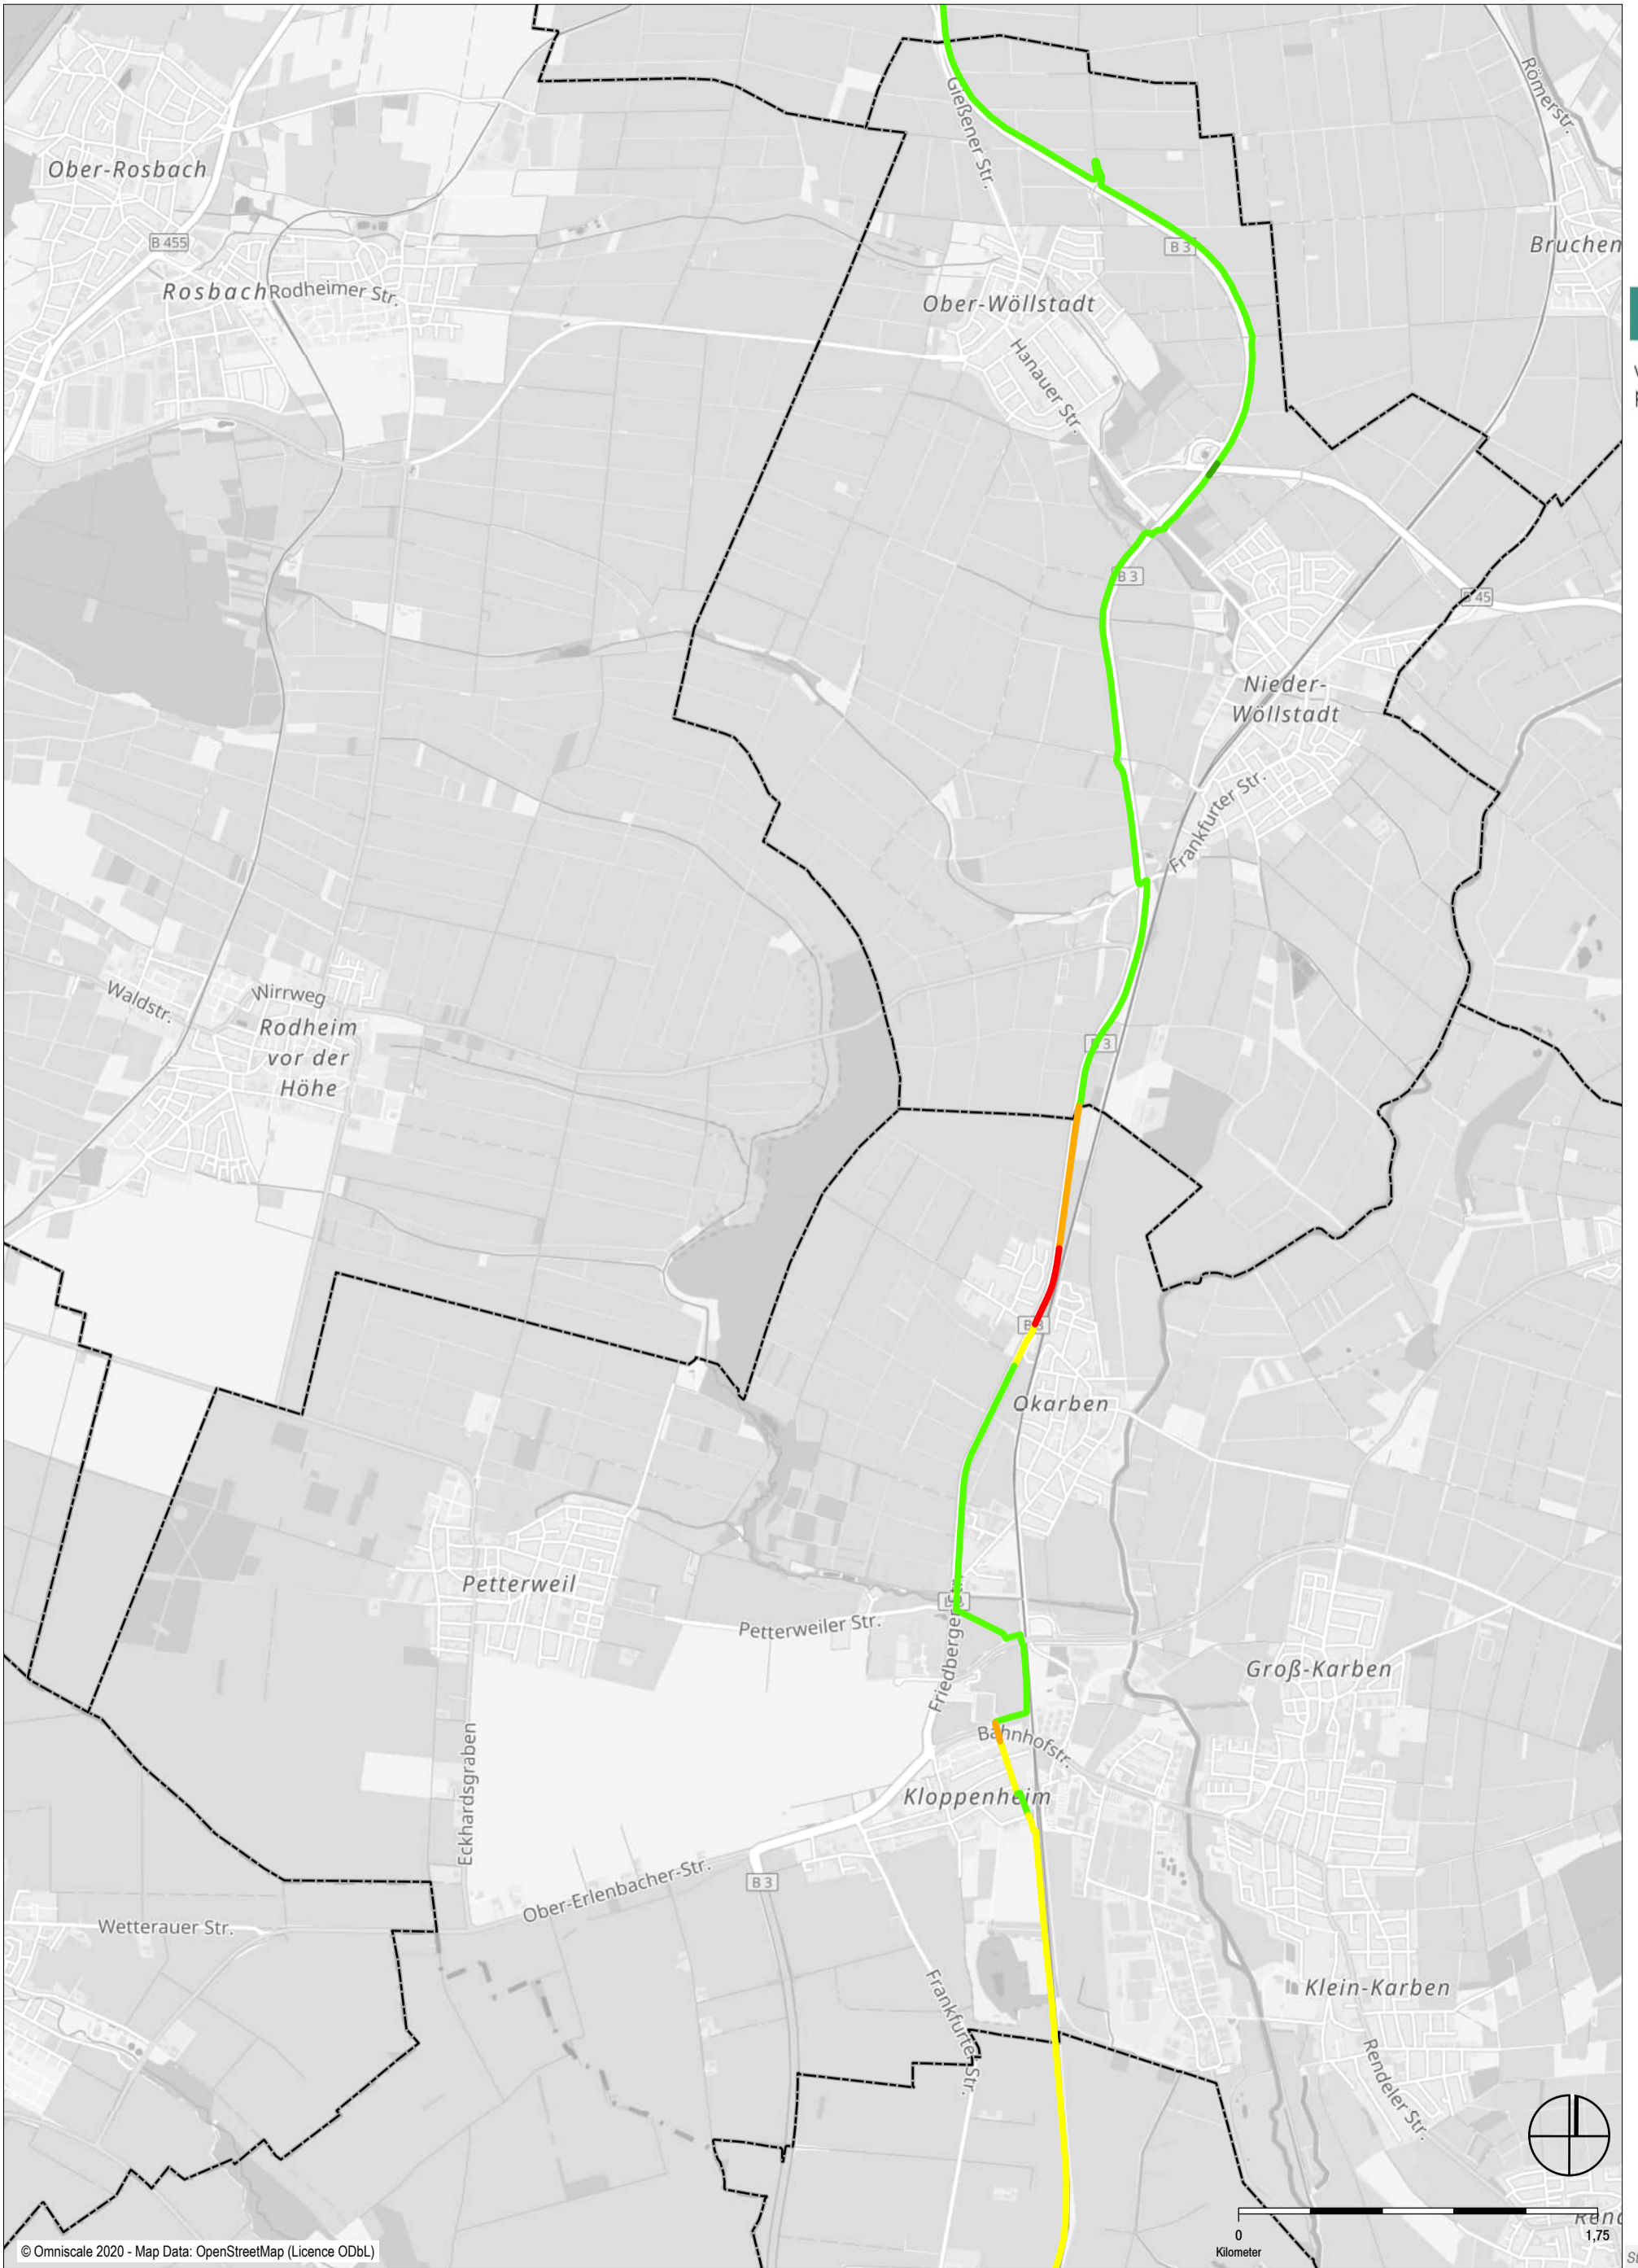 Römerstr.
Gießener Str.
Ober-Rosbach
B 455
B 3
Bruchen
Rosbach
Rodheimer Str.
Ober-Wöllstadt
Hanauer Str.
B 3
B 45
Nieder-
Wöllstadt
Frankfurter Str.
Waldstr.
Wirrweg
Rodheim
vor der
Höhe
B 3
B 3
Okarben
Petterweil
Petterweiler Str.
Friedberger Str.
Groß-Karben
Bahnhofstr.
Kloppenheim
Eckhardsgraben
Ober-Erlenbacher-Str.
B 3
Wetterauer Str.
Frankfurter Str.
Klein-Karben
Rendeler Str.
Rend
0
1,75
Kilometer
© Omniscale 2020 - Map Data: OpenStreetMap (Licence ODbL)